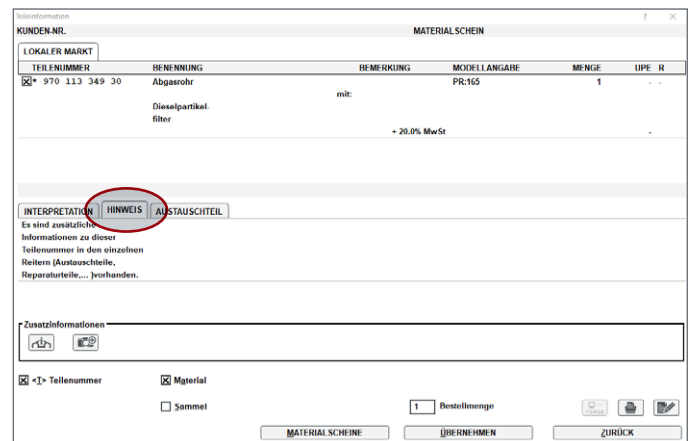 Teileinformation ? ×
KUNDEN-NR. MATERIALSCHEIN
LOKALER MARKT
TEILENUMMER BENENNUNG BEMERKUNG MODELLANGABE MENGE UPE R
* 970 113 349 30 Abgasrohr PR:165 1 - -
mit:
Dieselpartikel-
filter
+ 20.0% MwSt -
INTERPRETATION HINWEIS AUSTAUSCHTEIL
Es sind zusätzliche
Informationen zu dieser
Teilenummer in den einzelnen
Reitern (Austauschteile,
Reparaturteile,... )vorhanden.
Zusatzinformationen
<T> Teilenummer Material
Sammel 1 Bestellmenge
MATERIALSCHEINE ÜBERNEHMEN ZURÜCK